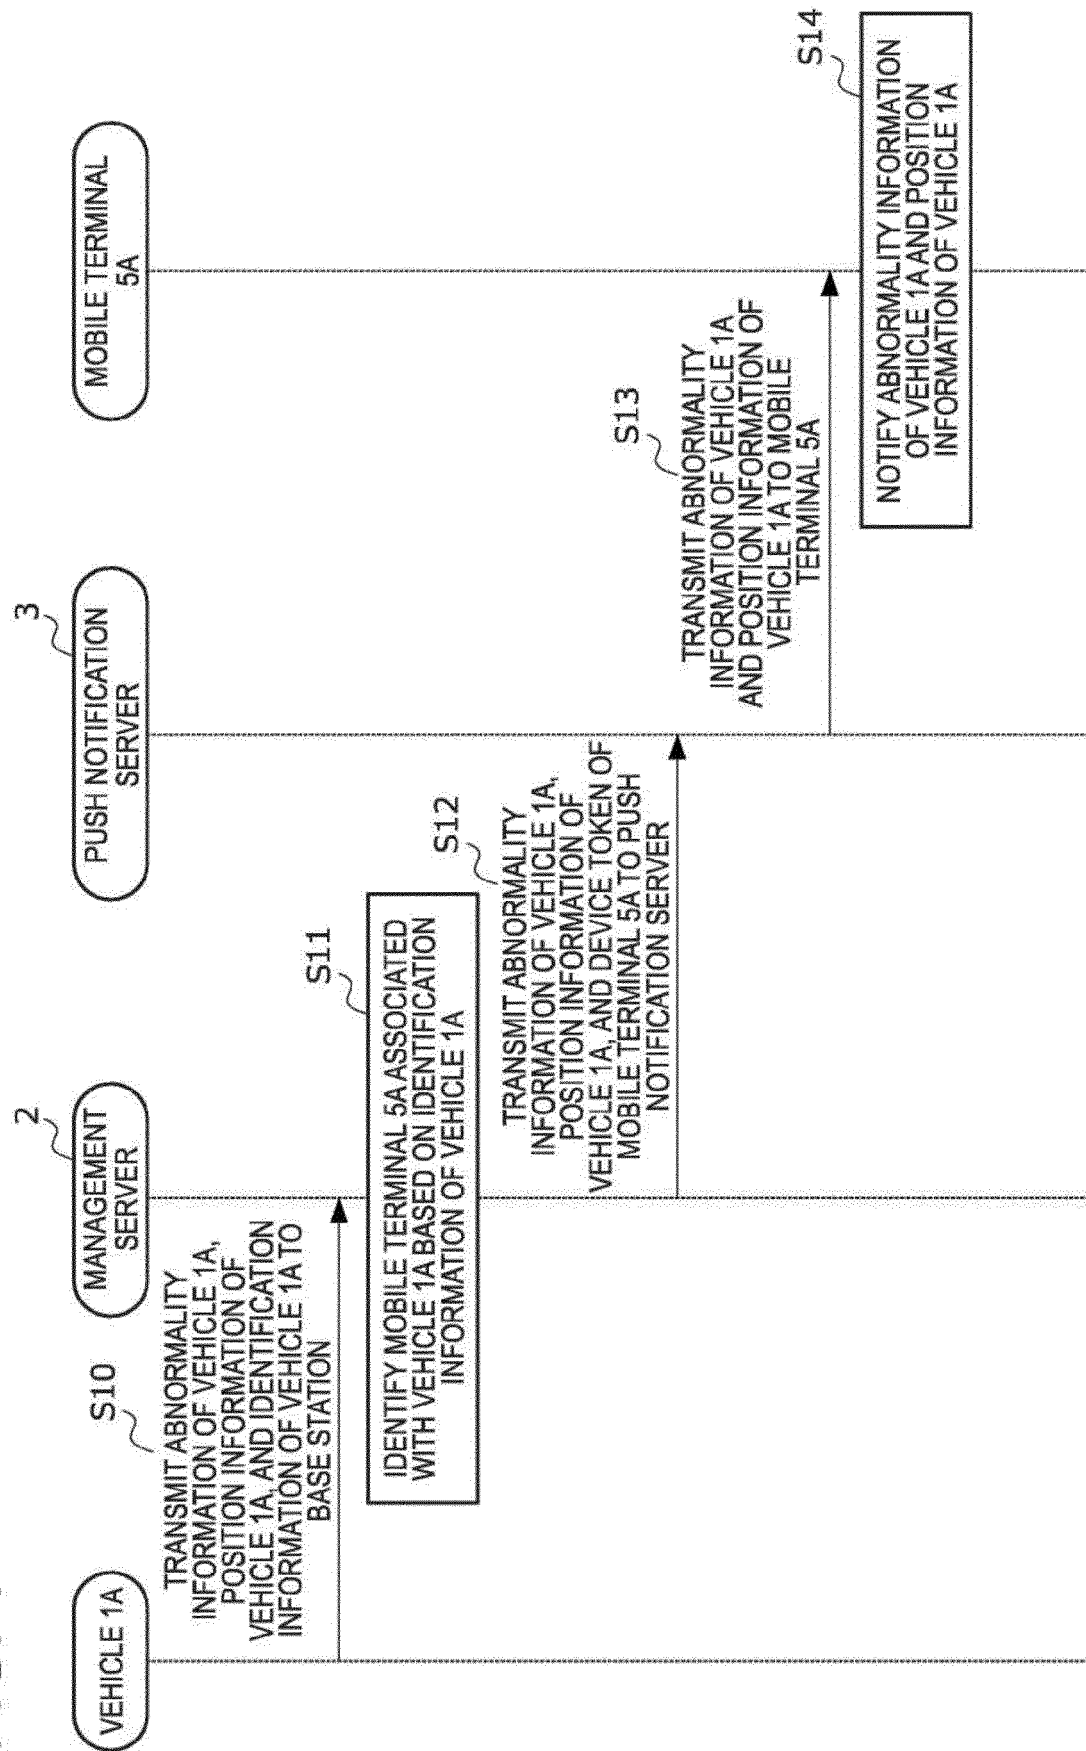 VEHICLE 1A
2
MANAGEMENT
SERVER
3
PUSH NOTIFICATION
SERVER
MOBILE TERMINAL
5A
S10
TRANSMIT ABNORMALITY
INFORMATION OF VEHICLE 1A,
POSITION INFORMATION OF
VEHICLE 1A, AND IDENTIFICATION
INFORMATION OF VEHICLE 1A TO
BASE STATION
S11
IDENTIFY MOBILE TERMINAL 5A ASSOCIATED
WITH VEHICLE 1A BASED ON IDENTIFICATION
INFORMATION OF VEHICLE 1A
S12
TRANSMIT ABNORMALITY
INFORMATION OF VEHICLE 1A,
POSITION INFORMATION OF
VEHICLE 1A, AND DEVICE TOKEN OF
MOBILE TERMINAL 5A TO PUSH
NOTIFICATION SERVER
S13
TRANSMIT ABNORMALITY
INFORMATION OF VEHICLE 1A
AND POSITION INFORMATION OF
VEHICLE 1A TO MOBILE
TERMINAL 5A
S14
NOTIFY ABNORMALITY INFORMATION
OF VEHICLE 1A AND POSITION
INFORMATION OF VEHICLE 1A